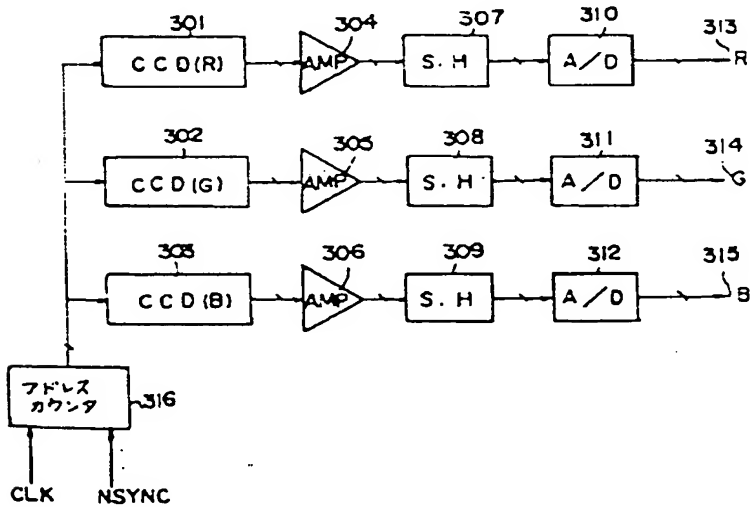 301 304 307 310 313
CCD(R) AMP S.H A/D R
302 305 308 311 314
CCD(G) AMP S.H A/D G
303 306 309 312 315
CCD(B) AMP S.H A/D B
アドレス
カウンタ 316
CLK NSYNC